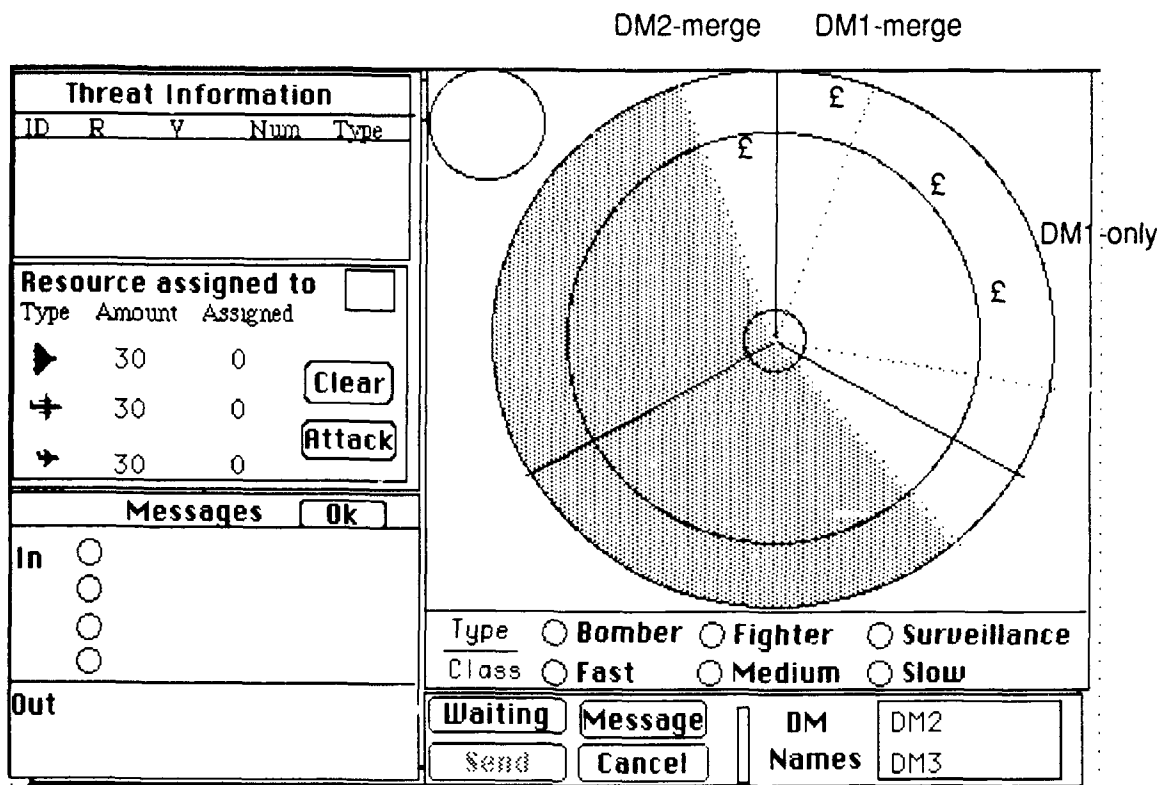 DM2-merge DM1-merge
Threat Information
ID R V Num Type
Resource assigned to
Type Amount Assigned
30 0
Clear
30 0
Attack
30 0
Messages Ok
In
Out
£
£
£
DM1-only
£
Type Bomber Fighter Surveillance
Class Fast Medium Slow
Waiting Message DM DM2
Send Cancel Names DM3